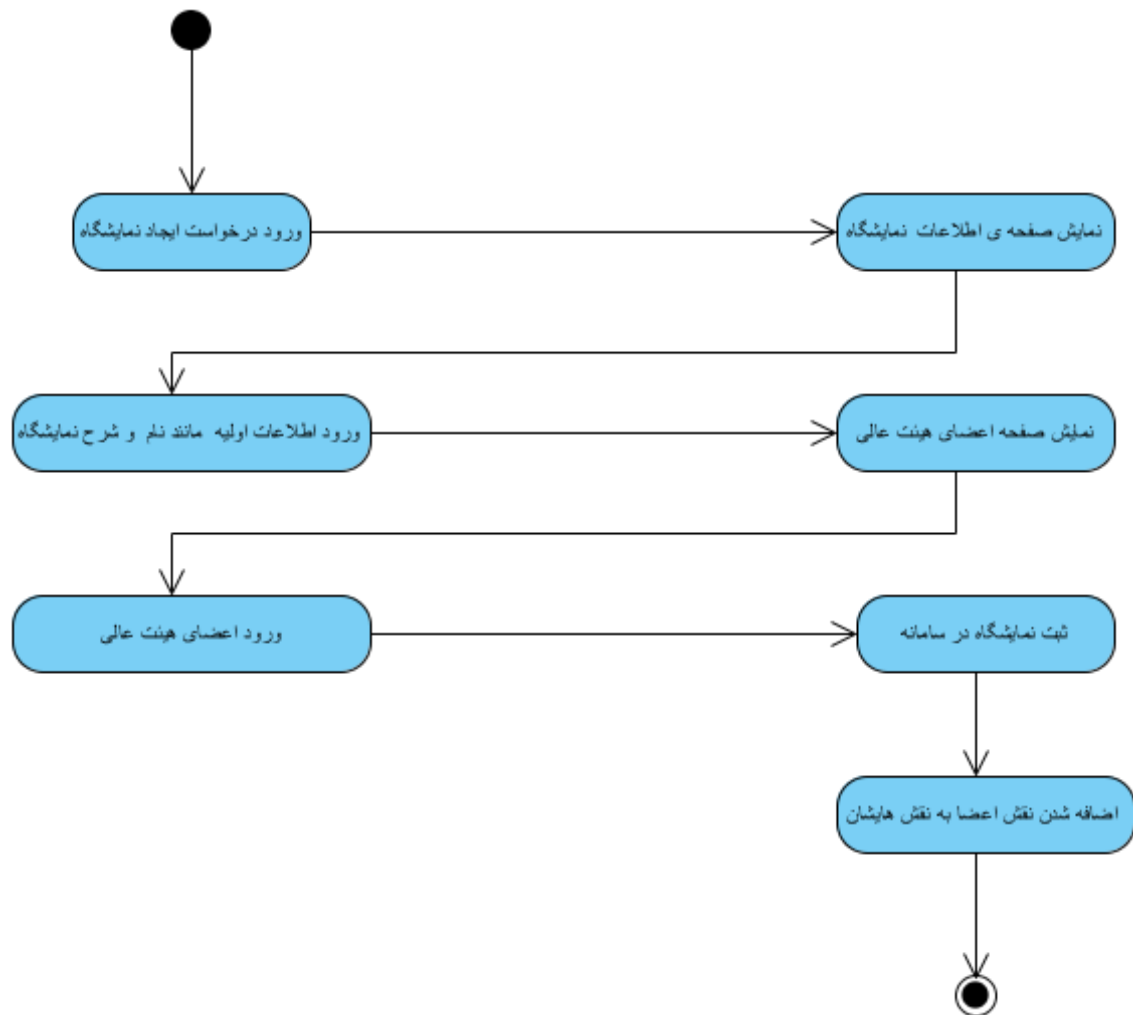 ورود درخواست ایجاد نمایشگاه
نمایش صفحه ی اطلاعات نمایشگاه
ورود اطلاعات اولیه مانند نام و شرح نمایشگاه
نمایش صفحه اعضای هیئت عالی
ورود اعضای هیئت عالی
ثبت نمایشگاه در سامانه
اضافه شدن نقش اعضا به نقش هایشان